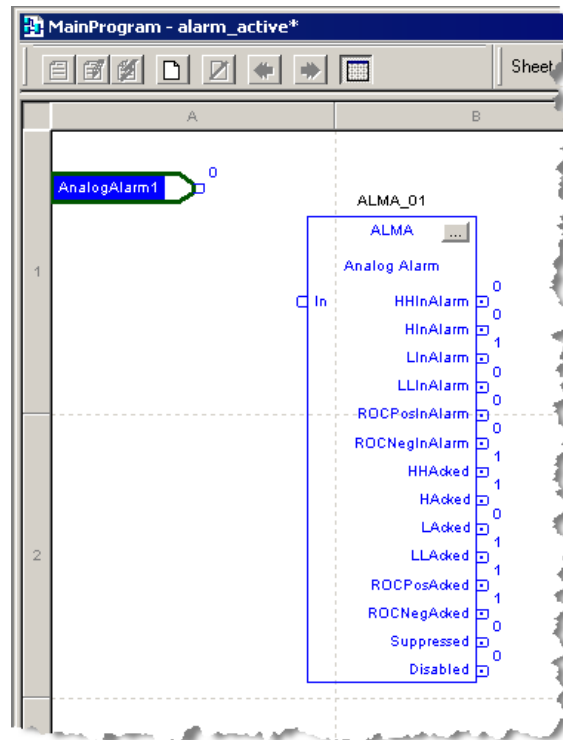 MainProgram - alarm_active*
Sheet
A B
0
AnalogAlarm1
ALMA_01
ALMA ...
Analog Alarm
1
In
HHInAlarm 0
HInAlarm 0
LInAlarm 1
LLInAlarm 0
ROCPosInAlarm 0
ROCNegInAlarm 0
HHAcked 1
HAcked 1
LAcked 0
2
LLAcked 1
ROCPosAcked 1
ROCNegAcked 1
Suppressed 0
Disabled 0